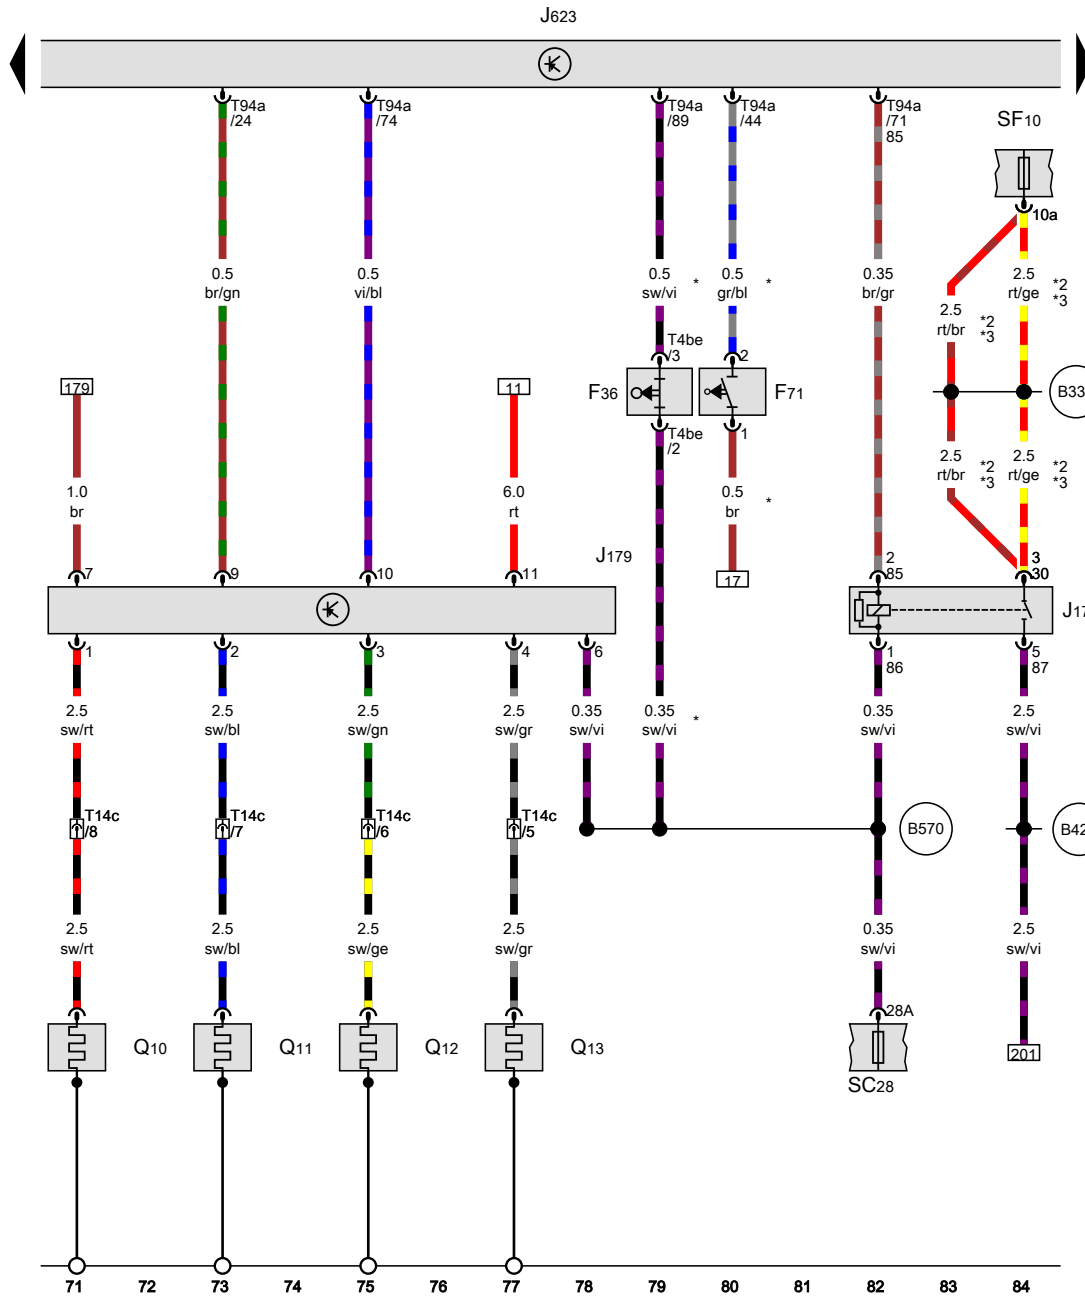 J623
T94a
/24
T94a
/74
T94a
/89
T94a
/44
T94a
/71
85
SF10
10a
0.5
br/gn
0.5
vi/bl
0.5
sw/vi
*
0.5
gr/bl
*
0.35
br/gr
2.5
rt/br
*2
*3
2.5
rt/ge
*2
*3
T4be
/3
2
179
11
F36
F71
B33
T4be
/2
1
1.0
br
6.0
rt
0.5
br
*
2.5
rt/br
*2
*3
2.5
rt/ge
*2
*3
J179
17
7
9
10
11
2
85
3
30
J17
1
2
3
4
6
1
86
5
87
2.5
sw/rt
2.5
sw/bl
2.5
sw/gn
2.5
sw/gr
0.35
sw/vi
0.35
sw/vi
*
0.35
sw/vi
2.5
sw/vi
T14c
/8
T14c
/7
T14c
/6
T14c
/5
B570
B42
2.5
sw/rt
2.5
sw/bl
2.5
sw/ge
2.5
sw/gr
0.35
sw/vi
2.5
sw/vi
28A
Q10
Q11
Q12
Q13
SC28
201
71 72 73 74 75 76 77 78 79 80 81 82 83 84